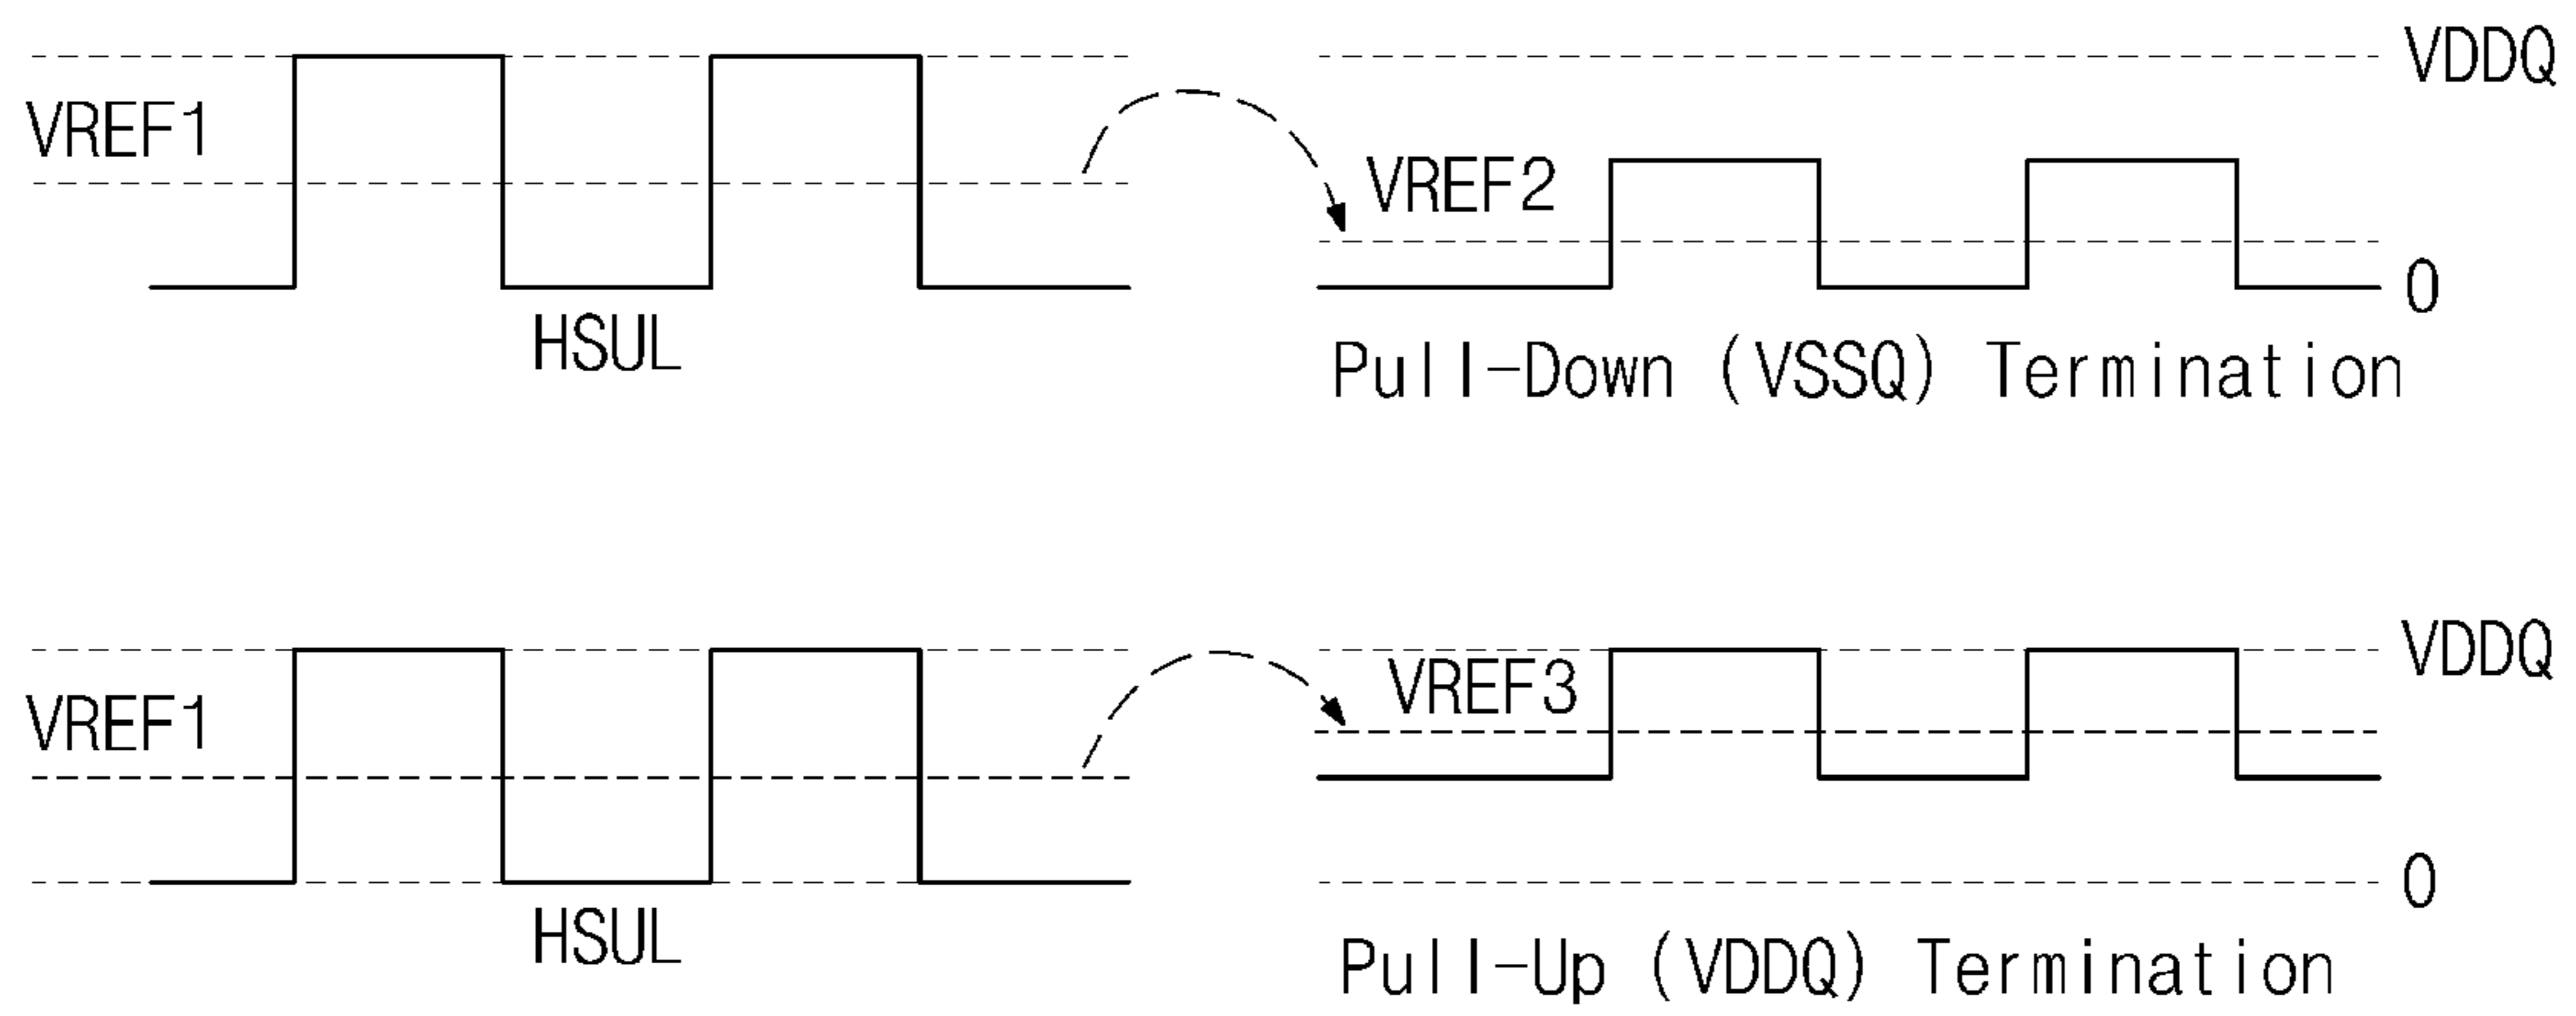 VDDQ
VREF1
VREF2
0
HSUL
Pull-Down (VSSQ) Termination
VDDQ
VREF3
VREF1
0
HSUL
Pull-Up (VDDQ) Termination